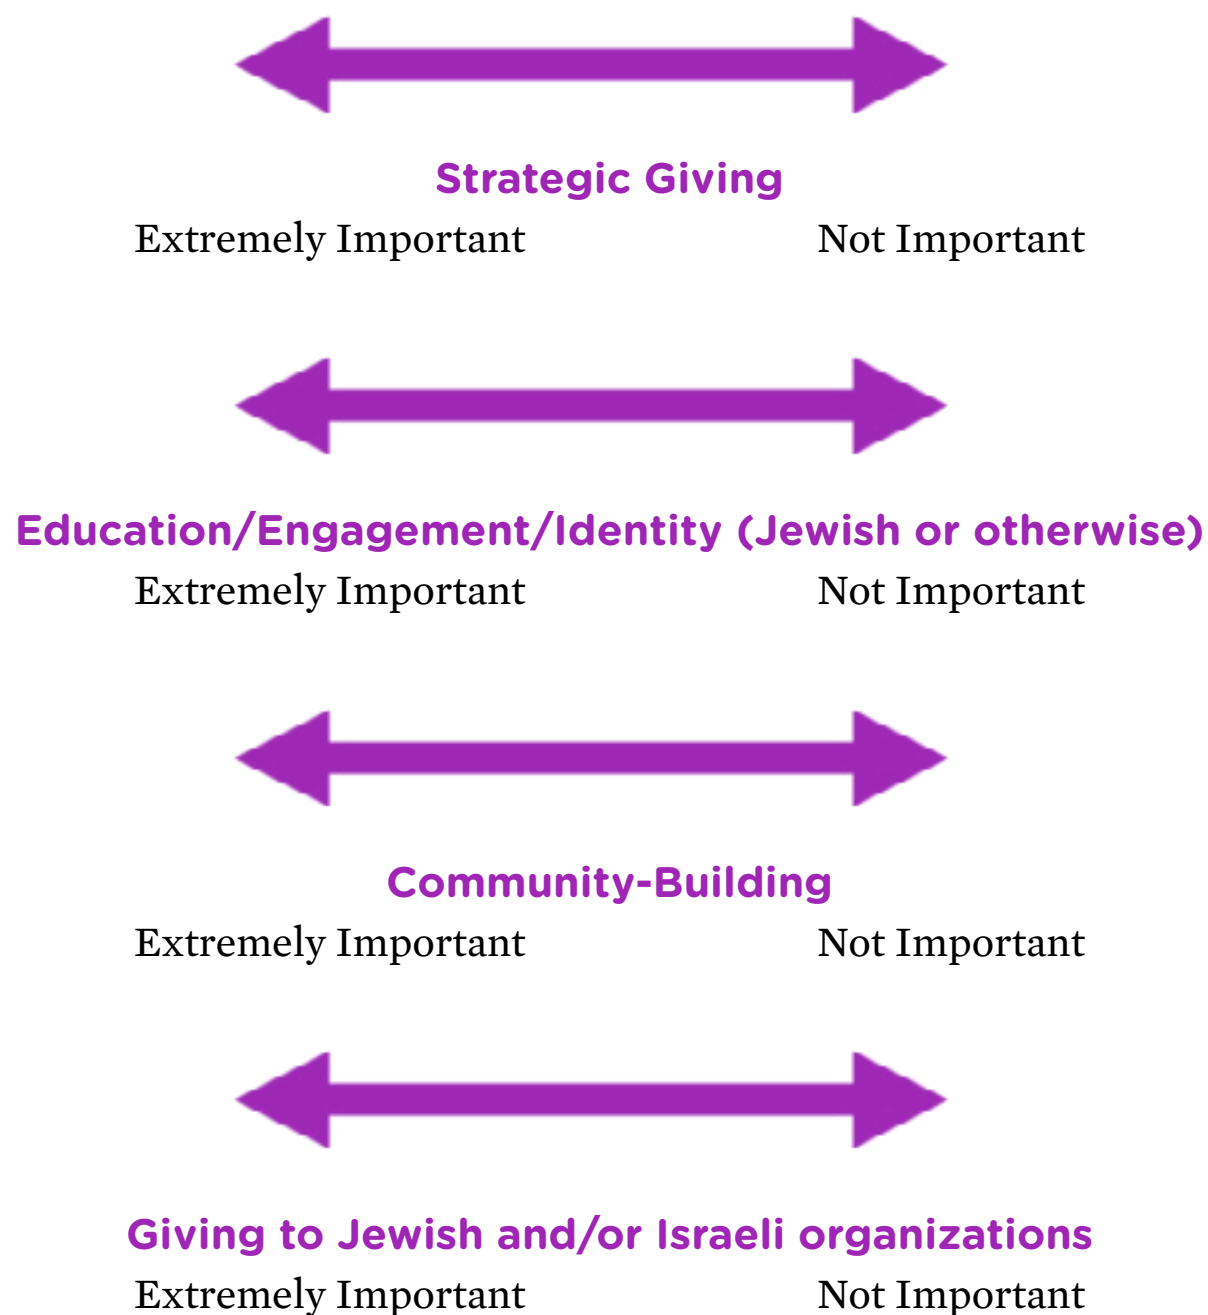 Strategic Giving
Extremely Important Not Important
Education/Engagement/Identity (Jewish or otherwise)
Extremely Important Not Important
Community-Building
Extremely Important Not Important
Giving to Jewish and/or Israeli organizations
Extremely Important Not Important